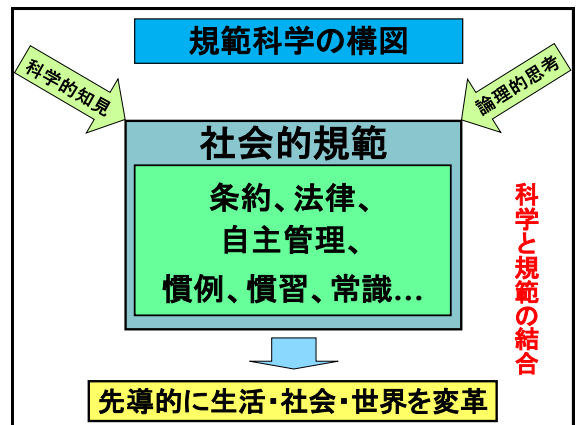 規範科学の構図
科学的知見
論理的思考
社会的規範
条約、法律、
自主管理、
慣例、慣習、常識…
科学と規範の結合
先導的に生活・社会・世界を変革